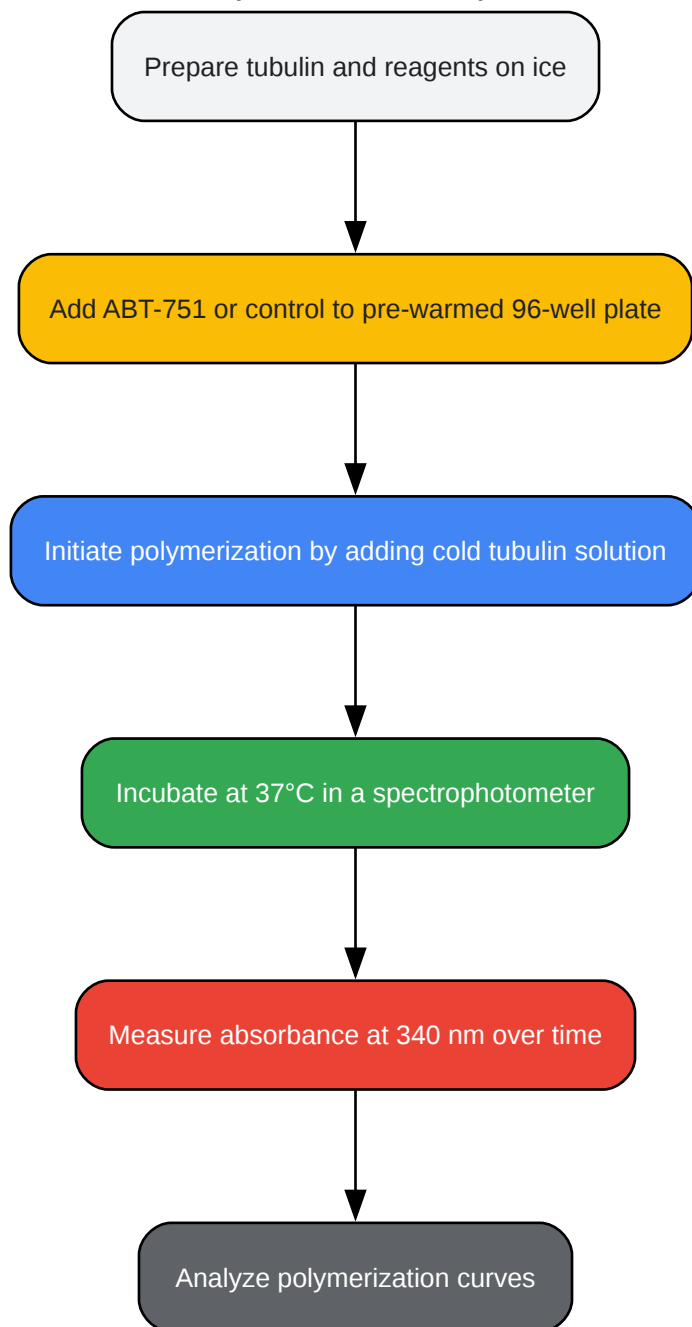 Prepare tubulin and reagents on ice
Add ABT-751 or control to pre-warmed 96-well plate
Initiate polymerization by adding cold tubulin solution
Incubate at 37°C in a spectrophotometer
Measure absorbance at 340 nm over time
Analyze polymerization curves